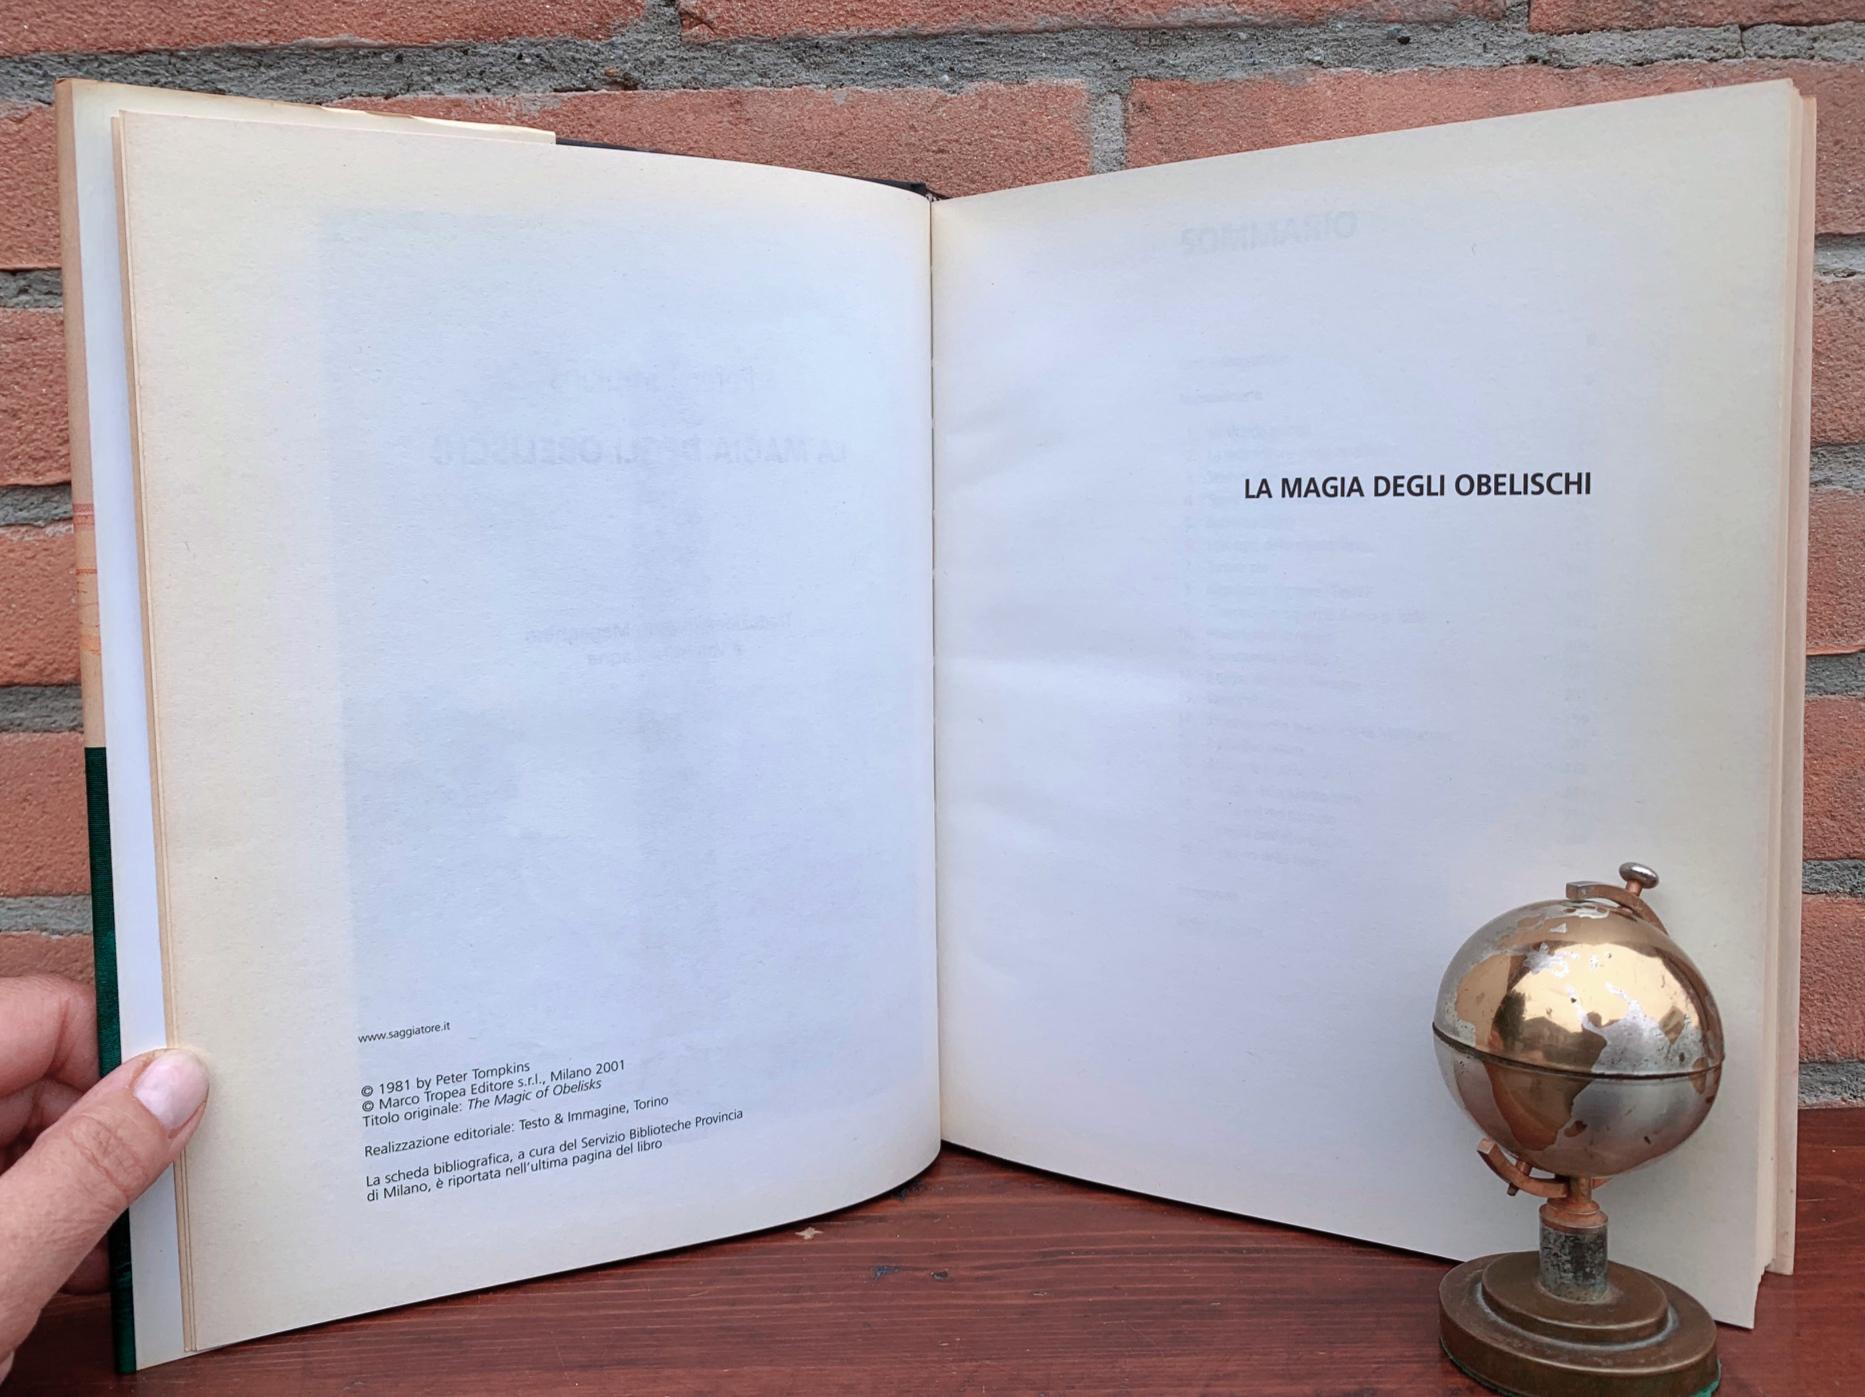 www.saggiatore.it
© 1981 by Peter Tompkins
© Marco Tropea Editore s.r.l., Milano 2001
Titolo originale: The Magic of Obelisks
Realizzazione editoriale: Testo & Immagine, Torino
La scheda bibliografica, a cura del Servizio Biblioteche Provincia
di Milano, è riportata nell'ultima pagina del libro
LA MAGIA DEGLI OBELISCHI